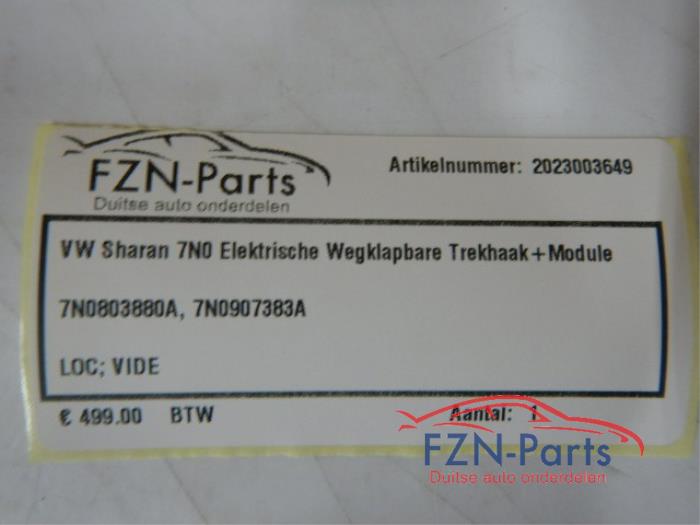 FZN-Parts
Duitse auto onderdelen
Artikelnummer: 2023003649
VW Sharan 7N0 Elektrische Wegklapbare Trekhaak+Module
7N0803880A, 7N0907383A
LOC; VIDE
€ 499.00 BTW
Aantal: 1
FZN-Parts
Duitse auto onderdelen